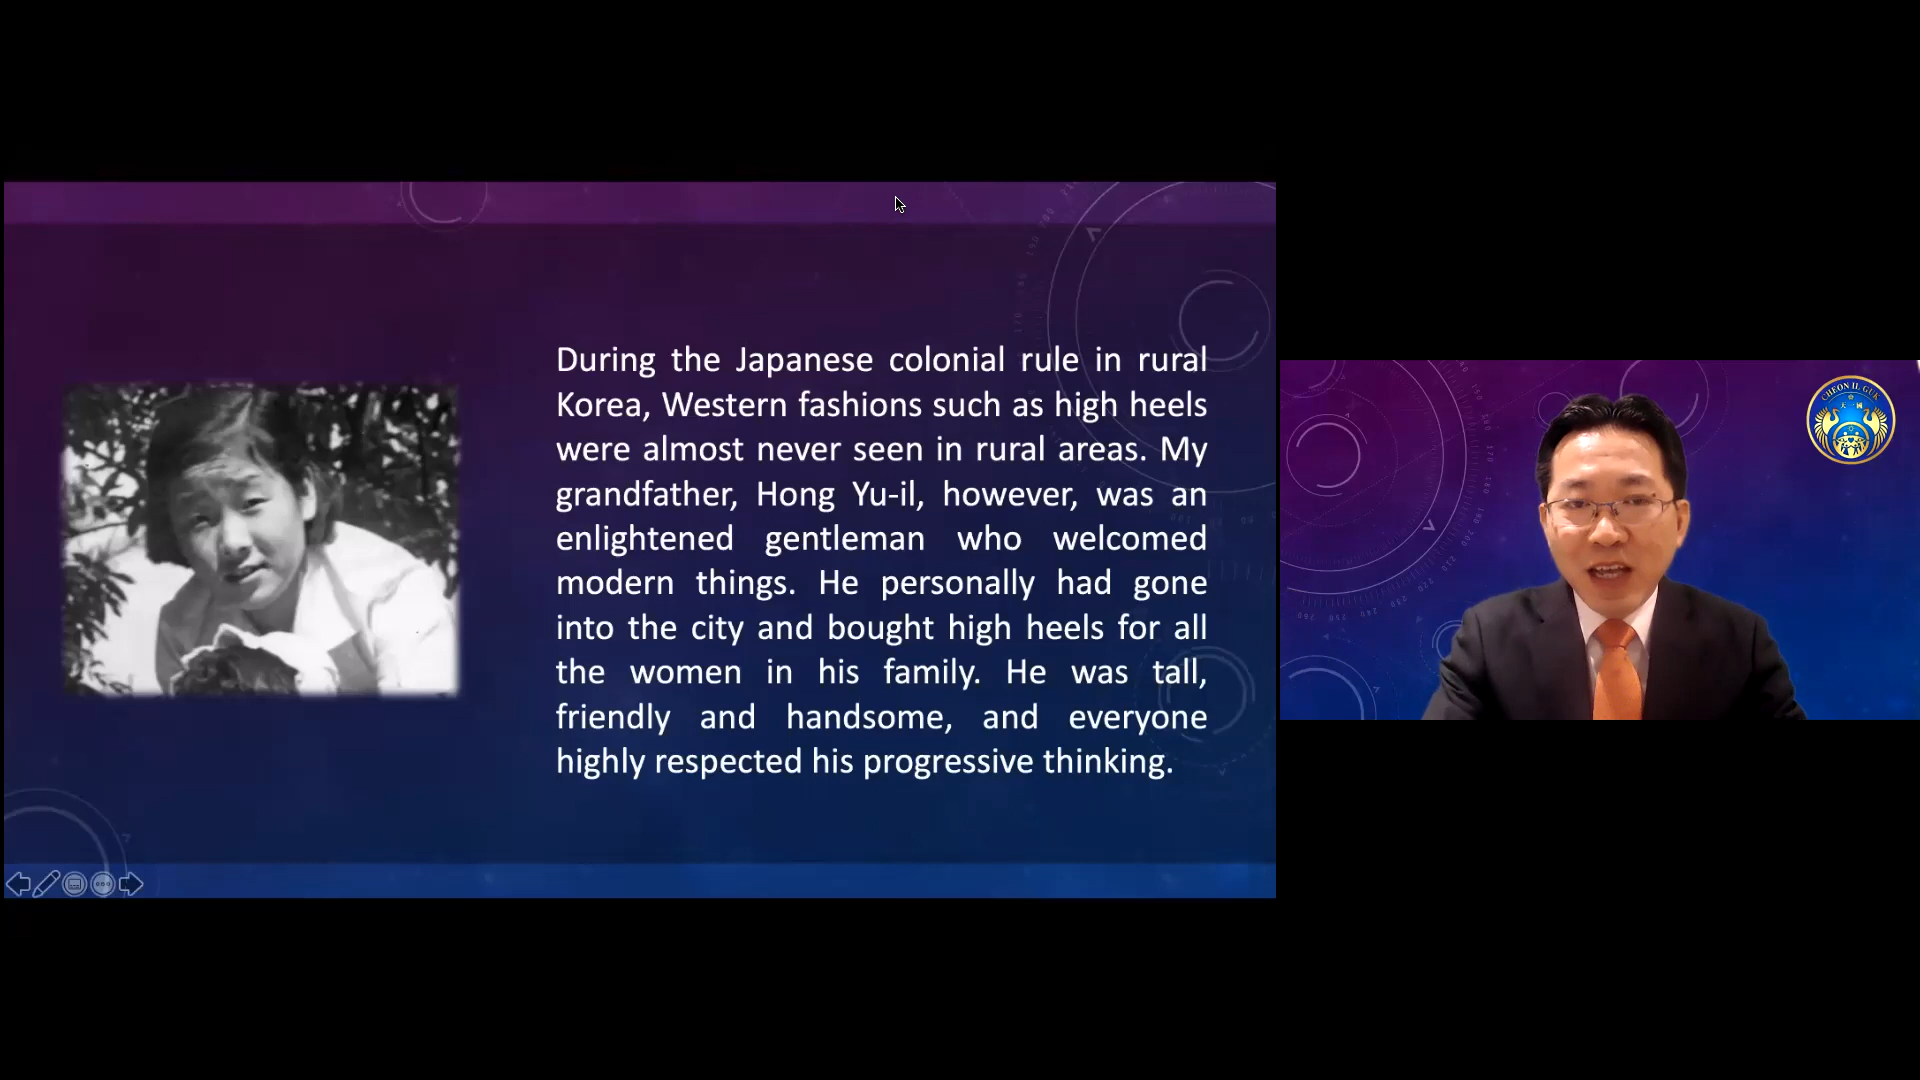 During the Japanese colonial rule in rural
Korea, Western fashions such as high heels
were almost never seen in rural areas. My
grandfather, Hong Yu-il, however, was an
enlightened gentleman who welcomed
modern things. He personally had gone
into the city and bought high heels for all
the women in his family. He was tall,
friendly and handsome, and everyone
highly respected his progressive thinking.
CHEON IL GUK